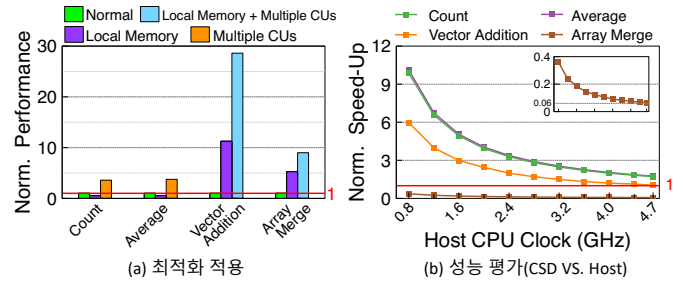 Normal
Local Memory + Multiple CUs
Local Memory
Multiple CUs
Norm. Performance
30
20
10
0
1
Count
Average
Vector
Addition
Array
Merge
(a) 최적화 적용
Count
Average
Vector Addition
Array Merge
Norm. Speed-Up
12
9
6
3
0
1
0.4
0.2
0.06
0.8
1.6
2.4
3.2
4.0
4.7
Host CPU Clock (GHz)
(b) 성능 평가(CSD VS. Host)